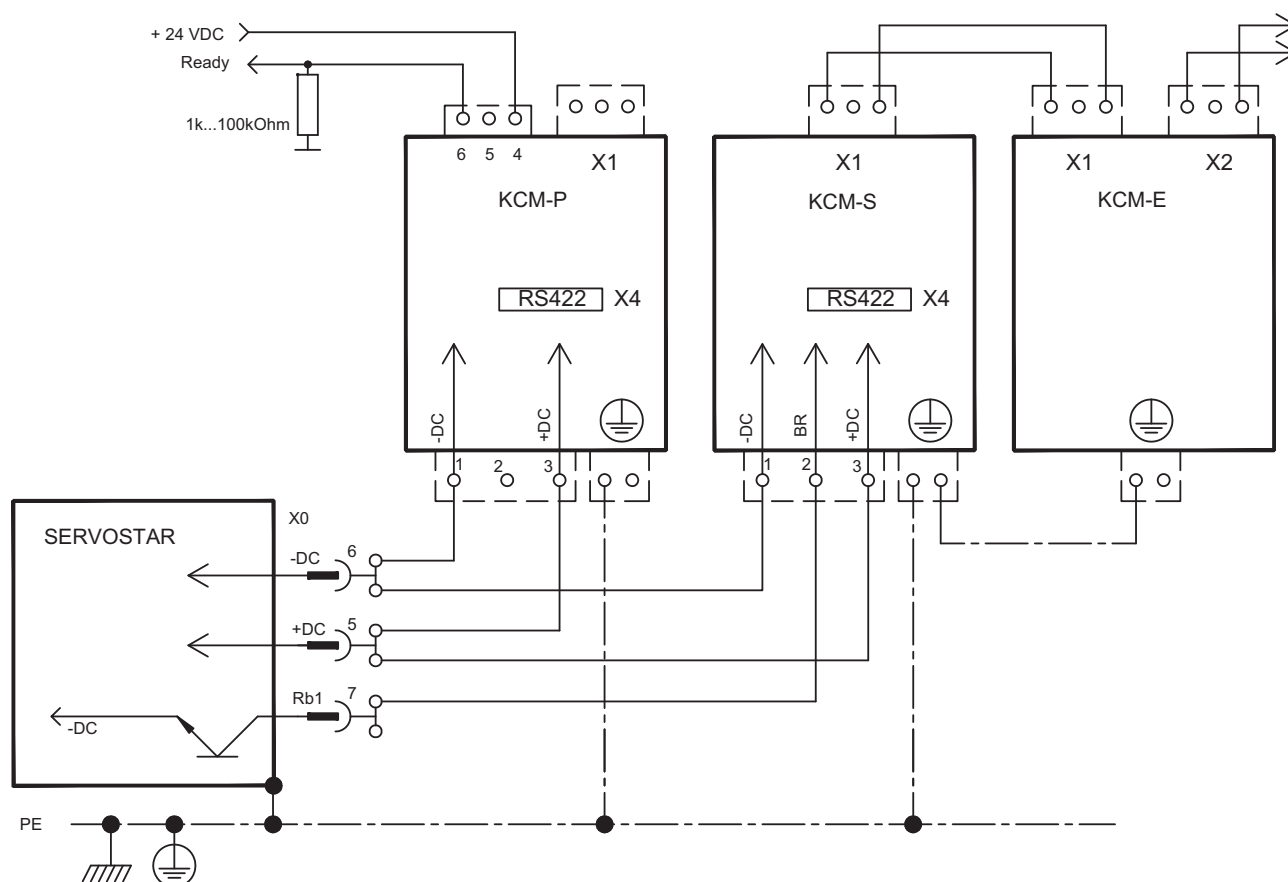 + 24 VDC
Ready
1k...100kOhm
6 5 4
X1
KCM-P
RS422 X4
-DC
+DC
1 2 3
X1
KCM-S
RS422 X4
-DC
BR
+DC
1 2 3
X1 X2
KCM-E
SERVOSTAR
X0
-DC 6
+DC 5
Rb1 7
-DC
PE